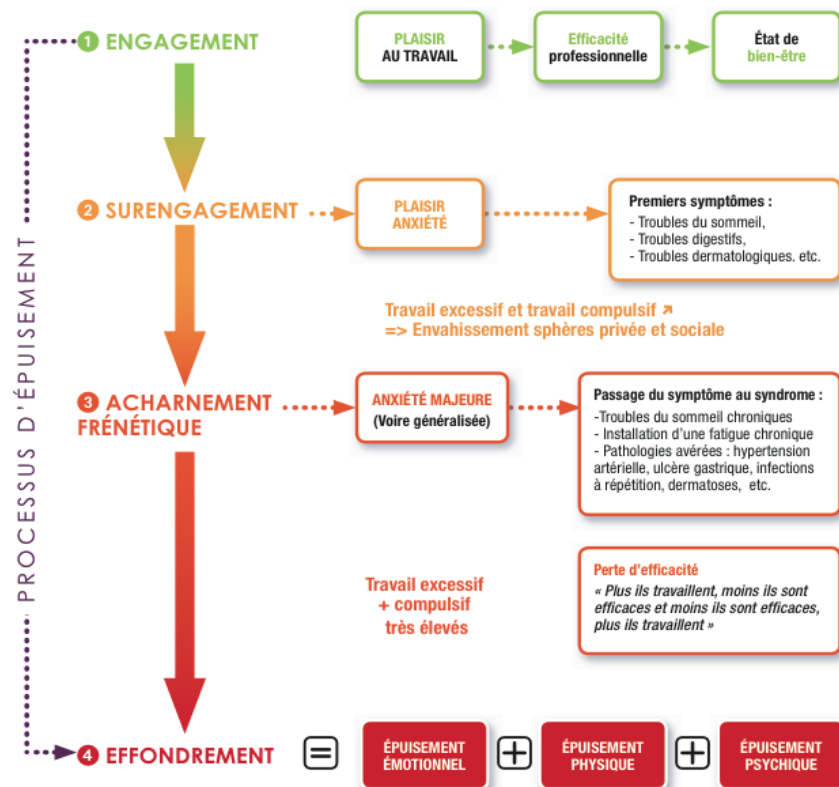 PROCESSUS D'ÉPUISEMENT
1 ENGAGEMENT
PLAISIR
AU TRAVAIL
Efficacité
professionnelle
État de
bien-être
2 SURENGAGEMENT
PLAISIR
ANXIÉTÉ
Premiers symptômes :
- Troubles du sommeil,
- Troubles digestifs,
- Troubles dermatologiques. etc.
Travail excessif et travail compulsif ↗
=> Envahissement sphères privée et sociale
3 ACHARNEMENT
FRÉNÉTIQUE
ANXIÉTÉ MAJEURE
(Voire généralisée)
Passage du symptôme au syndrome :
-Troubles du sommeil chroniques
- Installation d'une fatigue chronique
- Pathologies avérées : hypertension
artérielle, ulcère gastrique, infections
à répétition, dermatoses, etc.
Travail excessif
+ compulsif
très élevés
Perte d'efficacité
« Plus ils travaillent, moins ils sont
efficaces et moins ils sont efficaces,
plus ils travaillent »
4 EFFONDREMENT
=
ÉPUISEMENT
ÉMOTIONNEL
+
ÉPUISEMENT
PHYSIQUE
+
ÉPUISEMENT
PSYCHIQUE